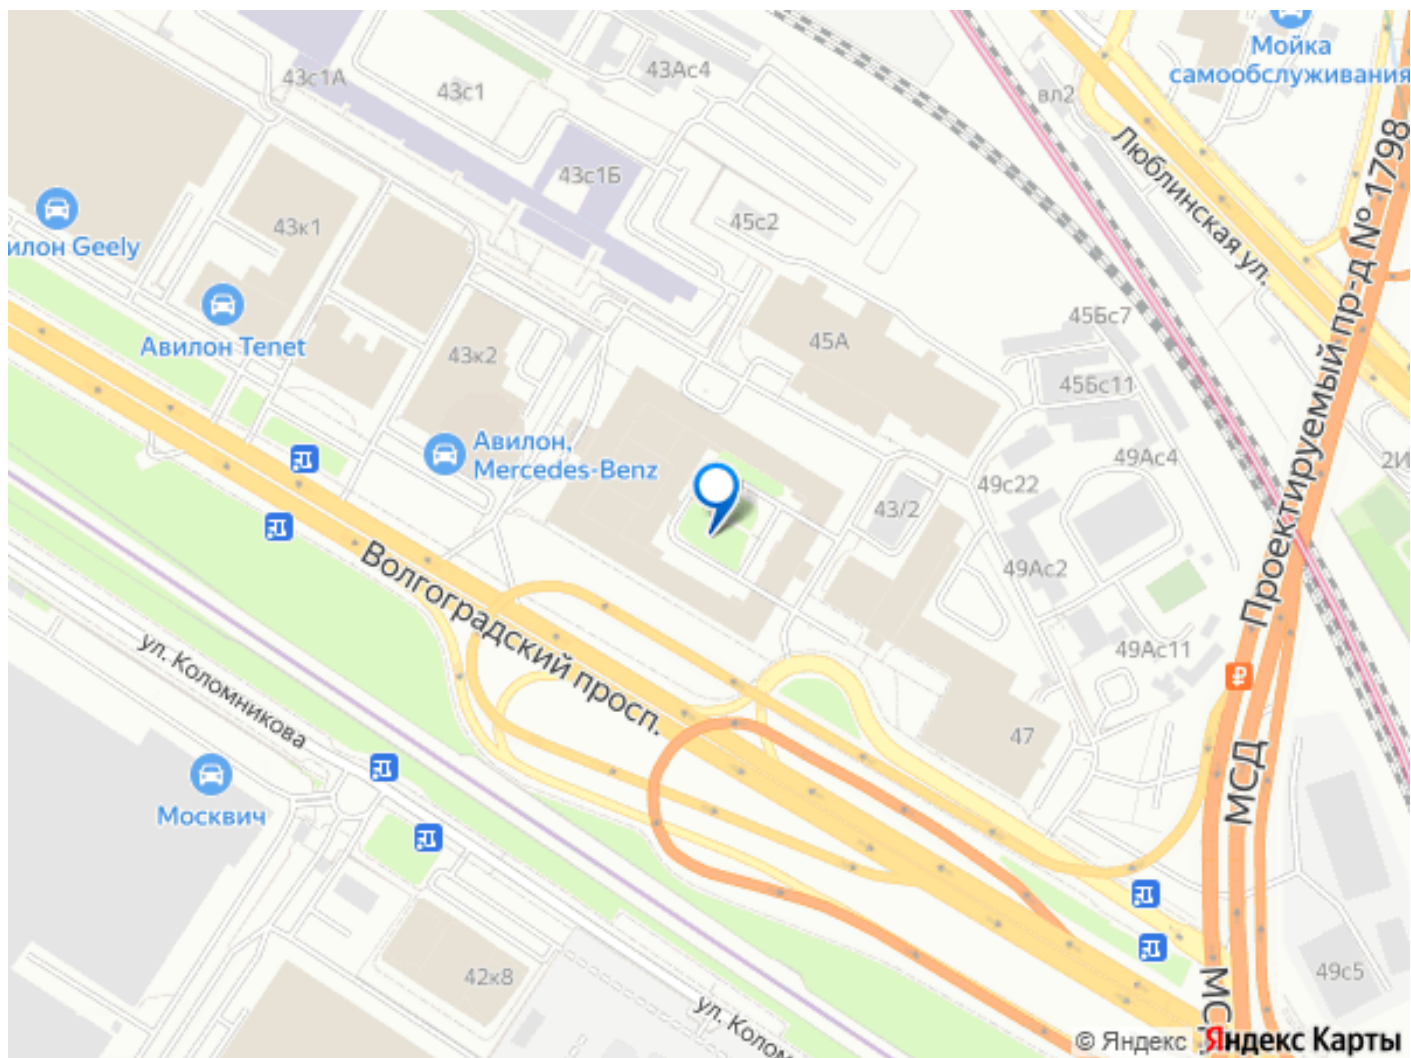 Мойка
самообслуживания
43с1А
43с1
43Ас4
вл2
Люблинская ул.
Проектируемый пр-д № 1798
43с1Б
45с2
43к1
илон Geely
Авилон Tenet
43к2
45А
45Бс7
45Бс11
Авилон,
Mercedes-Benz
49Ас4
2И
49с22
43/2
49Ас2
Волгоградский просп.
49Ас11
ул. Коломникова
47
МСД
Москвич
42к8
49с5
ул. Колом
МС
© Яндекс Яндекс Карты